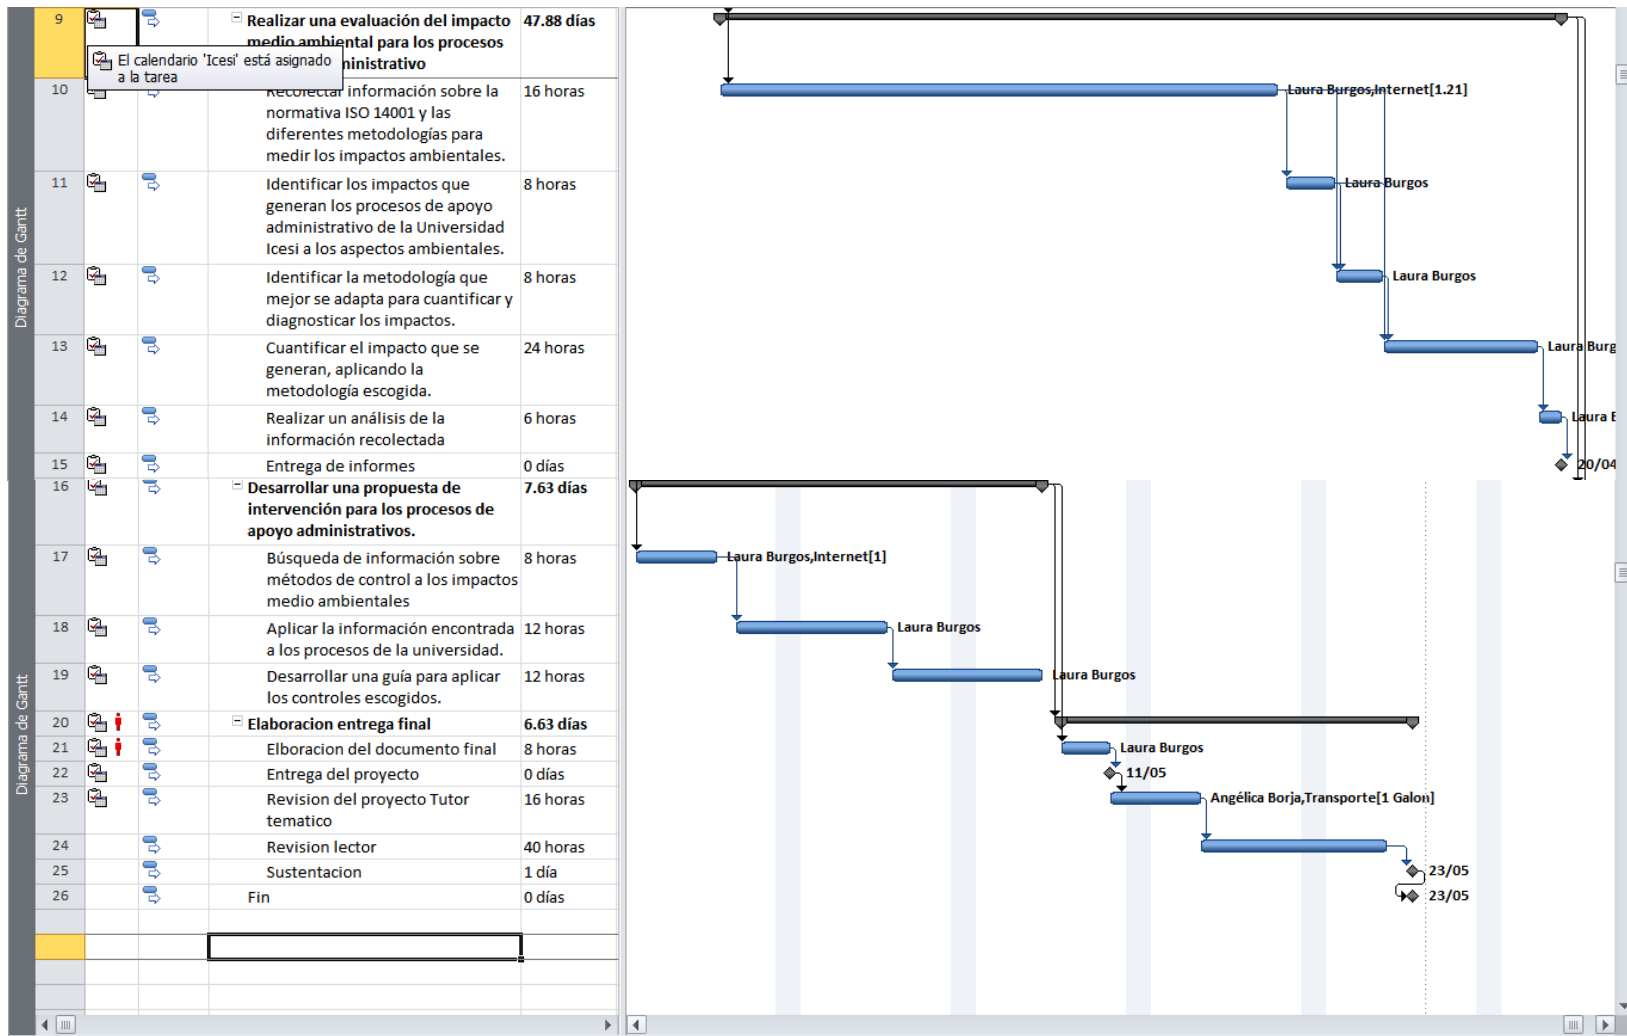 Diagrama de Gantt
9 Realizar una evaluación del impacto 47.88 días
medio ambiental para los procesos
ministrativo
El calendario 'Icesi' está asignado
a la tarea
10 Recolectar información sobre la 16 horas Laura Burgos,Internet[1.21]
normativa ISO 14001 y las
diferentes metodologías para
medir los impactos ambientales.
11 Identificar los impactos que 8 horas Laura Burgos
generan los procesos de apoyo
administrativo de la Universidad
Icesi a los aspectos ambientales.
12 Identificar la metodología que 8 horas Laura Burgos
mejor se adapta para cuantificar y
diagnosticar los impactos.
13 Cuantificar el impacto que se 24 horas Laura Burg
generan, aplicando la
metodología escogida.
14 Realizar un análisis de la 6 horas Laura B
información recolectada
15 Entrega de informes 0 días 20/04
Diagrama de Gantt
16 Desarrollar una propuesta de 7.63 días
intervención para los procesos de
apoyo administrativos.
17 Búsqueda de información sobre 8 horas Laura Burgos,Internet[1]
métodos de control a los impactos
medio ambientales
18 Aplicar la información encontrada 12 horas Laura Burgos
a los procesos de la universidad.
19 Desarrollar una guía para aplicar 12 horas Laura Burgos
los controles escogidos.
20 Elaboracion entrega final 6.63 días
21 Elboracion del documento final 8 horas Laura Burgos
22 Entrega del proyecto 0 días 11/05
23 Revision del proyecto Tutor 16 horas Angélica Borja,Transporte[1 Galon]
tematico
24 Revision lector 40 horas
25 Sustentacion 1 día 23/05
26 Fin 0 días 23/05